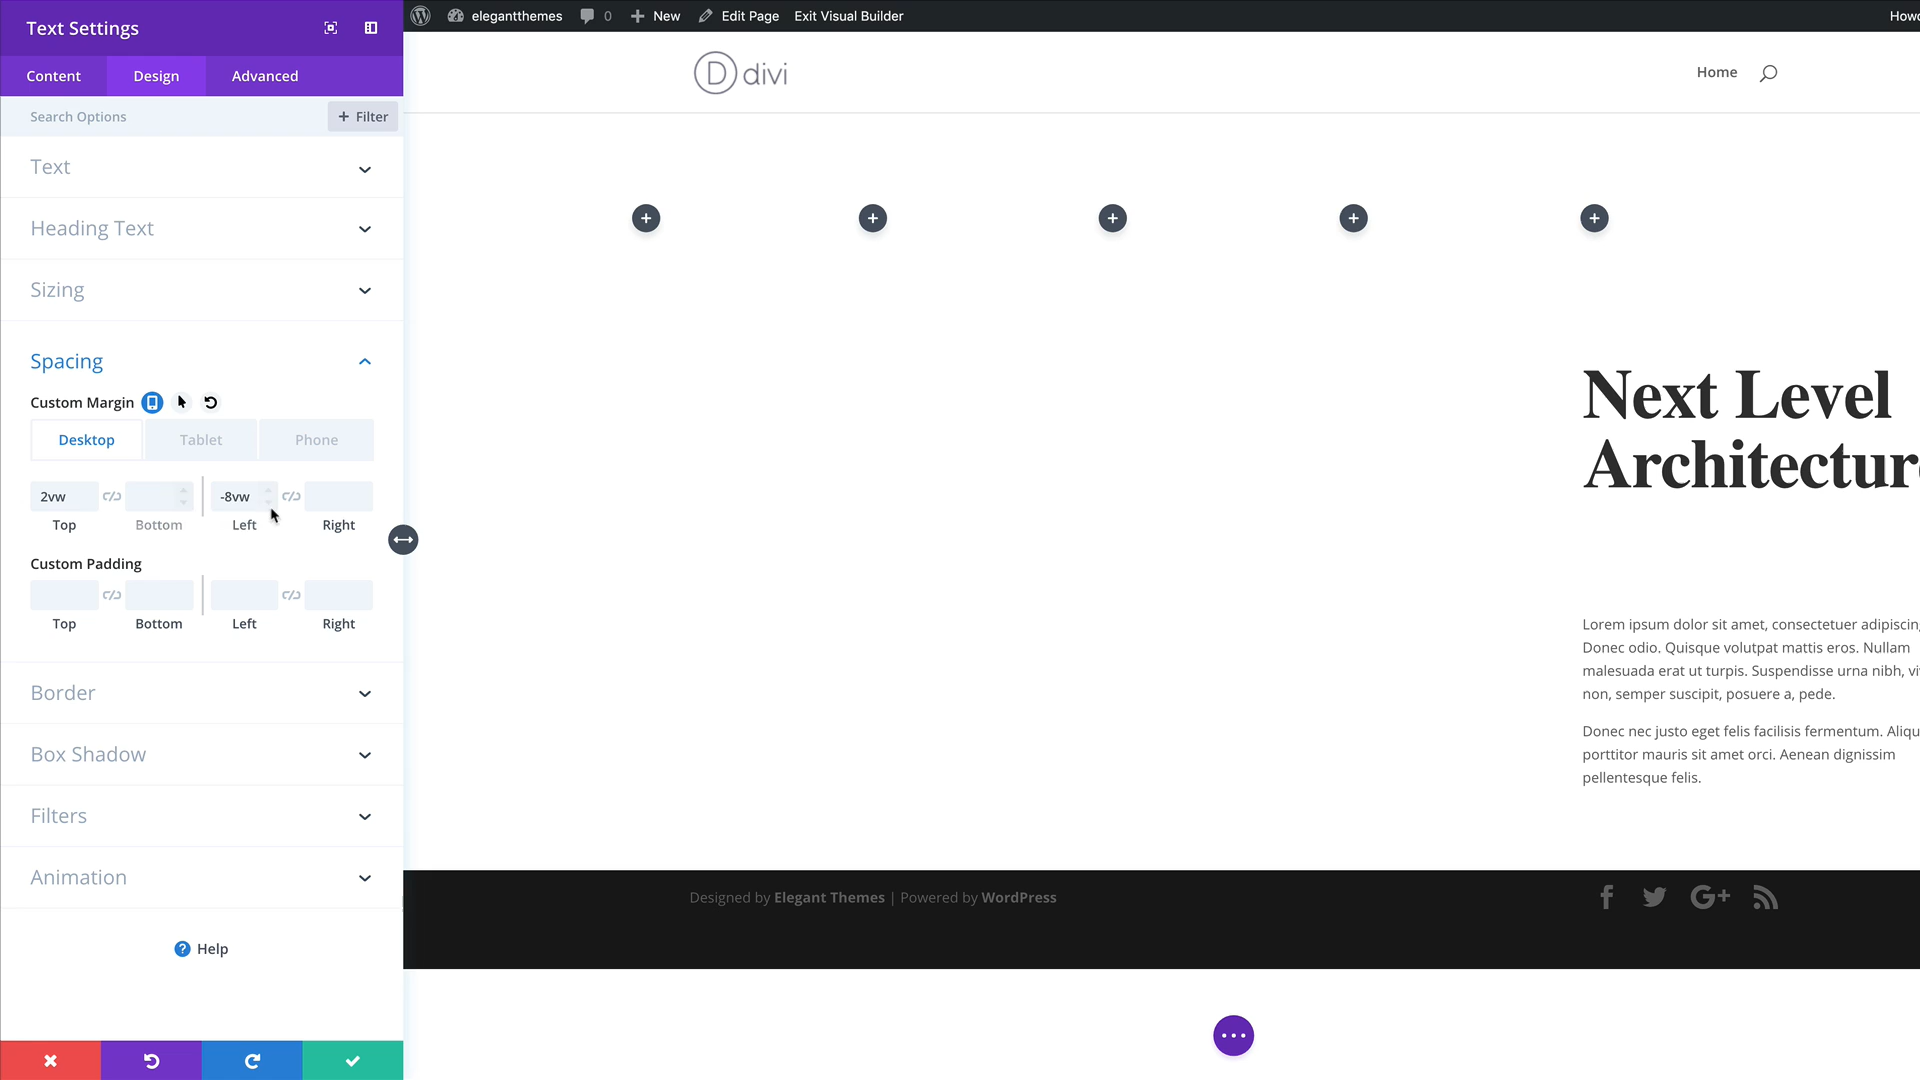 Text Settings
Content Design Advanced
Search Options
+ Filter
Text
Heading Text
Sizing
Spacing
Custom Margin
Desktop Tablet Phone
2vw -8vw
Top Bottom Left Right
Custom Padding
Top Bottom Left Right
Border
Box Shadow
Filters
Animation
? Help
elegantthemes 0 + New Edit Page Exit Visual Builder Howd
D divi
Home
Next Level
Architectur
Lorem ipsum dolor sit amet, consectetuer adipiscing
Donec odio. Quisque volutpat mattis eros. Nullam
malesuada erat ut turpis. Suspendisse urna nibh, vi
non, semper suscipit, posuere a, pede.
Donec nec justo eget felis facilisis fermentum. Aliqu
porttitor mauris sit amet orci. Aenean dignissim
pellentesque felis.
Designed by Elegant Themes | Powered by WordPress